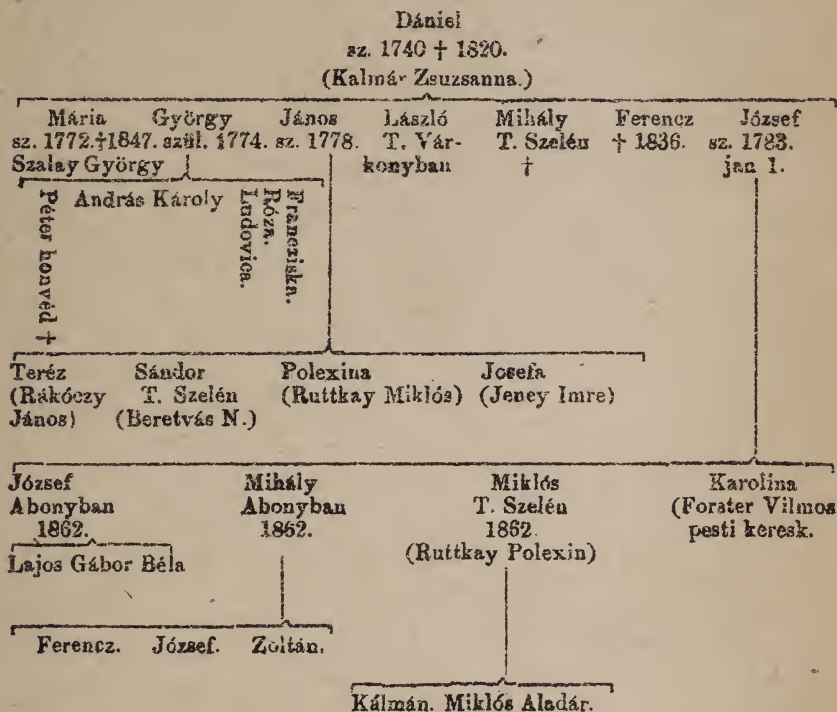 Dániel
sz. 1740 † 1820.
(Kalmár Zsuzsanna.)
Mária György János László Mihály Ferencz József
sz. 1772. †1847. szül. 1774. sz. 1778. T. Vár- T. Szelén † 1836. sz. 1783.
Szalay György konyban † jan 1.
Péter honvéd †
András Károly
Ludovica.
Róza.
Francziska.
Teréz Sándor Polexina Josefa
(Rákóczy T. Szelén (Ruttkay Miklós) (Jeney Imre)
János) (Beretvás N.)
József Mihály Miklós Karolina
Abonyban Abonyban T. Szelén (Forster Vilmos
1862. 1862. 1862. pesti keresk.
Lajos Gábor Béla (Ruttkay Polexin)
Ferencz. József. Zoltán.
Kálmán. Miklós Aladár.